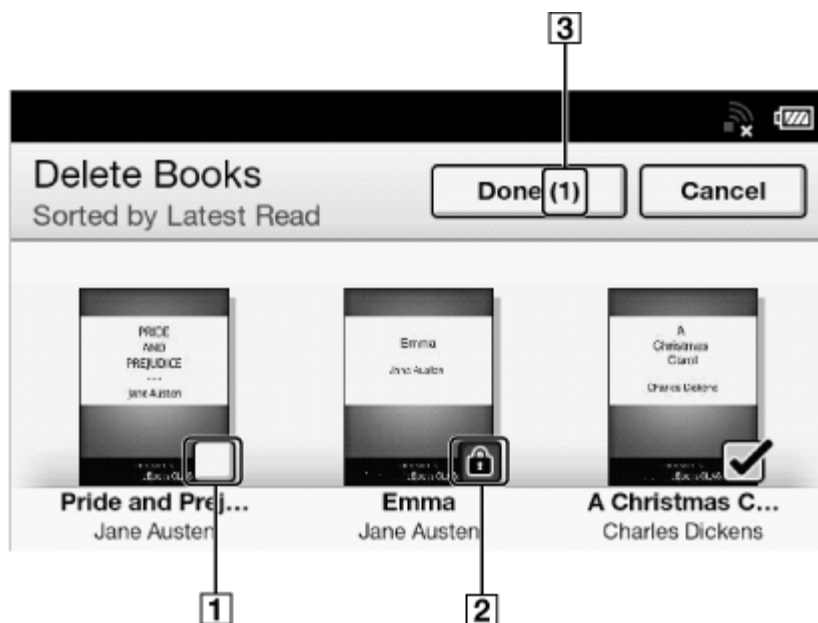 3
Delete Books
Sorted by Latest Read
Done (1)
Cancel
PRIDE
AND
PREJUDICE
Jane Austen
Emma
Jane Austen
A
Christmas
Carol
Charles Dickens
Pride and Prej...
Jane Austen
Emma
Jane Austen
A Christmas C...
Charles Dickens
1
2